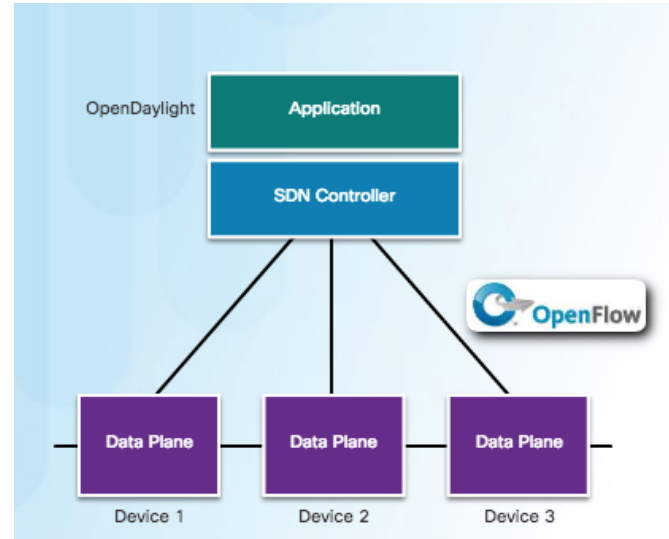 OpenDaylight
Application
SDN Controller
OpenFlow
Data Plane
Data Plane
Data Plane
Device 1
Device 2
Device 3